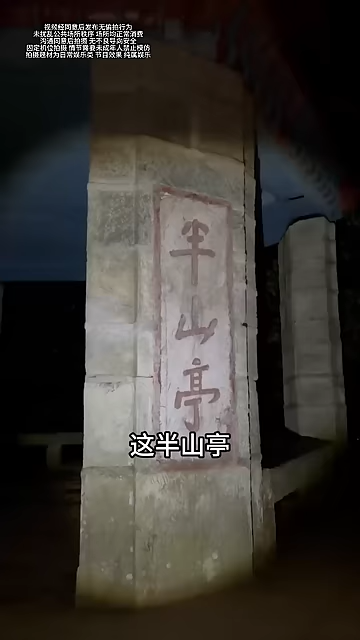 视频经同意后发布无偷拍行为
未扰乱公共场所秩序 场所均正常消费
沟通同意后拍摄 无不良导向安全
固定机位拍摄 情节需要未成年人禁止模仿
拍摄题材为日常娱乐类 节目效果 纯属娱乐
半山亭
这半山亭